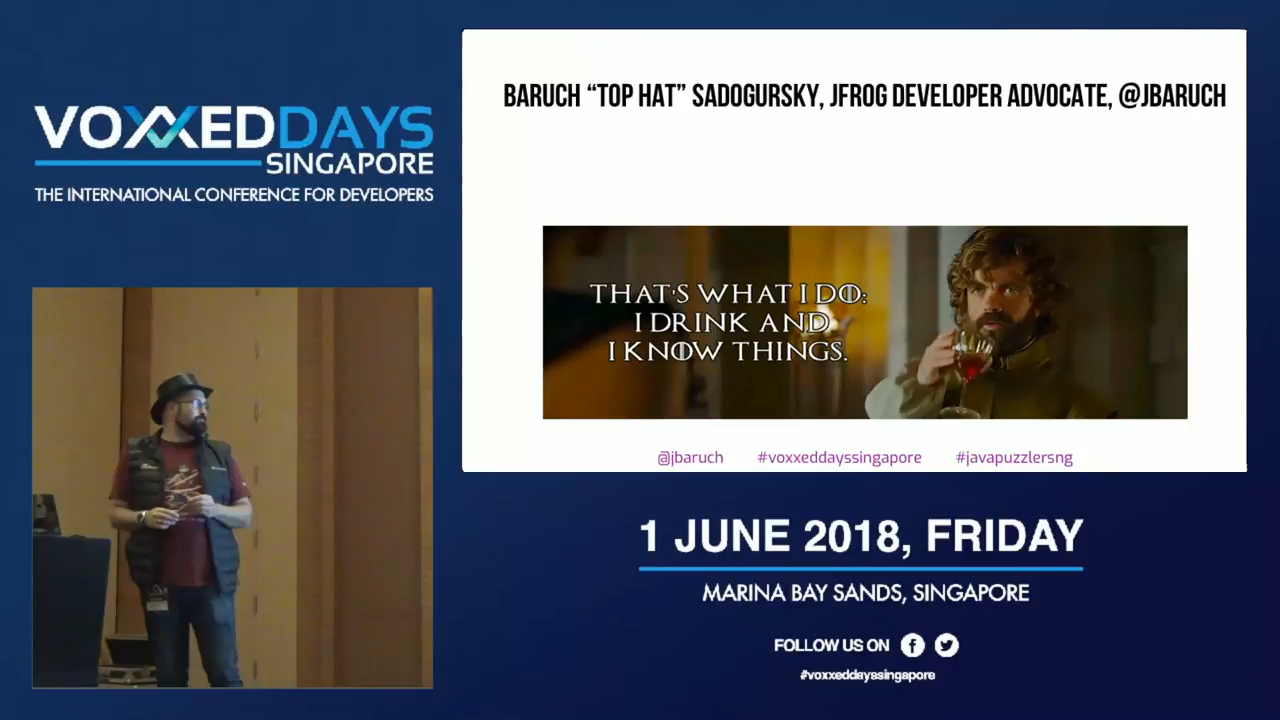 VOXXEDDAYS
SINGAPORE
THE INTERNATIONAL CONFERENCE FOR DEVELOPERS
BARUCH “TOP HAT” SADOGURSKY, JFROG DEVELOPER ADVOCATE, @JBARUCH
THAT'S WHAT I DO:
I DRINK AND
I KNOW THINGS.
@jbaruch #voxxeddayssingapore #javapuzzlersng
1 JUNE 2018, FRIDAY
MARINA BAY SANDS, SINGAPORE
FOLLOW US ON
#voxxeddayssingapore